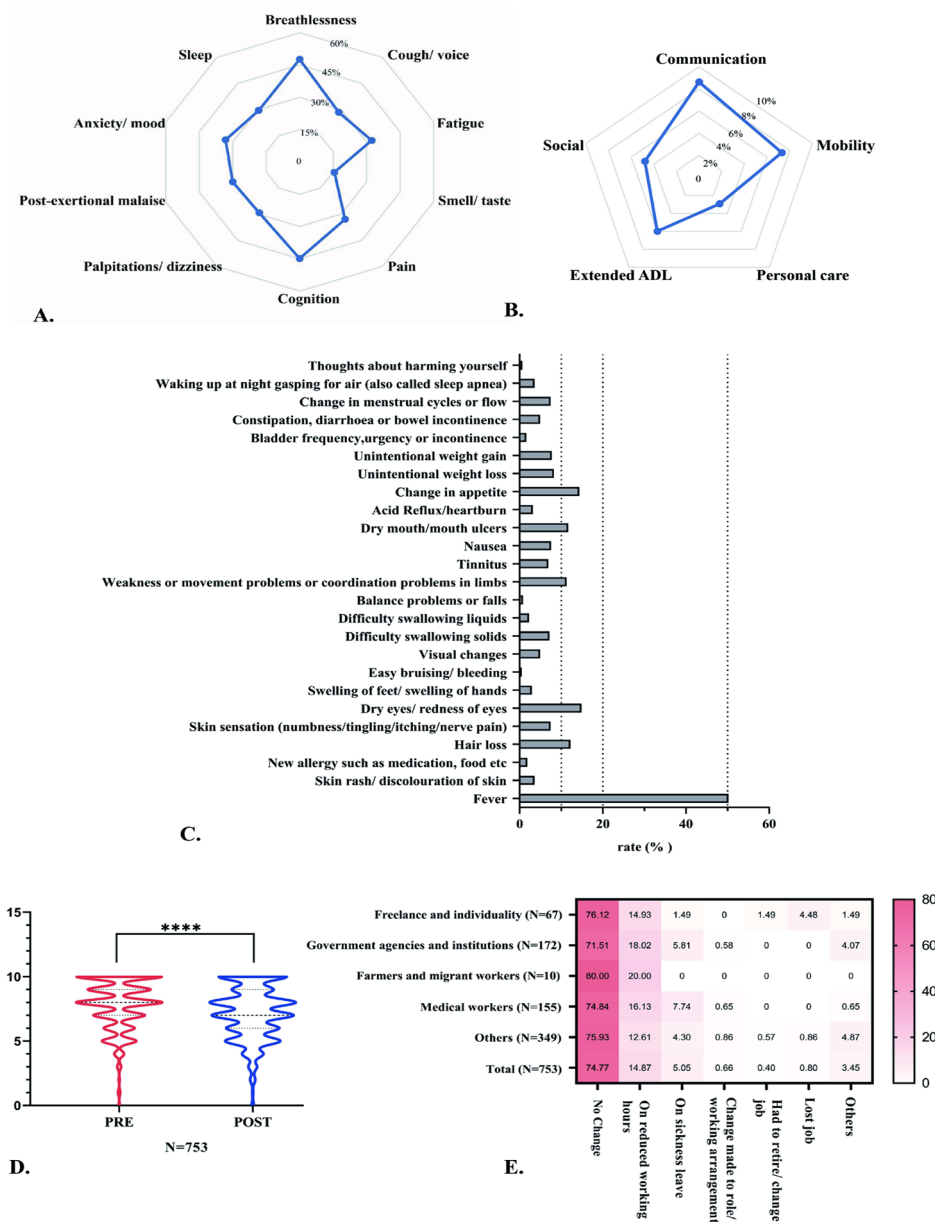 Breathlessness
Cough/ voice
Fatigue
Smell/ taste
Pain
Cognition
Palpitations/ dizziness
Post-exertional malaise
Anxiety/ mood
Sleep
60%
45%
30%
15%
0
A.
Communication
Mobility
Personal care
Extended ADL
Social
10%
8%
6%
4%
2%
0
B.
Thoughts about harming yourself
Waking up at night gasping for air (also called sleep apnea)
Change in menstrual cycles or flow
Constipation, diarrhoea or bowel incontinence
Bladder frequency,urgency or incontinence
Unintentional weight gain
Unintentional weight loss
Change in appetite
Acid Reflux/heartburn
Dry mouth/mouth ulcers
Nausea
Tinnitus
Weakness or movement problems or coordination problems in limbs
Balance problems or falls
Difficulty swallowing liquids
Difficulty swallowing solids
Visual changes
Easy bruising/ bleeding
Swelling of feet/ swelling of hands
Dry eyes/ redness of eyes
Skin sensation (numbness/tingling/itching/nerve pain)
Hair loss
New allergy such as medication, food etc
Skin rash/ discolouration of skin
Fever
0 20 40 60
rate (% )
C.
15
10
5
0
****
PRE POST
N=753
D.
Freelance and individuality (N=67) 76.12 14.93 1.49 0 1.49 4.48 1.49
Government agencies and institutions (N=172) 71.51 18.02 5.81 0.58 0 0 4.07
Farmers and migrant workers (N=10) 80.00 20.00 0 0 0 0 0
Medical workers (N=155) 74.84 16.13 7.74 0.65 0 0 0.65
Others (N=349) 75.93 12.61 4.30 0.86 0.57 0.86 4.87
Total (N=753) 74.77 14.87 5.05 0.66 0.40 0.80 3.45
No Change
On reduced working
hours
On sickness leave
Change made to role/
working arrangement
Had to retire/ change
job
Lost job
Others
80
60
40
20
0
E.